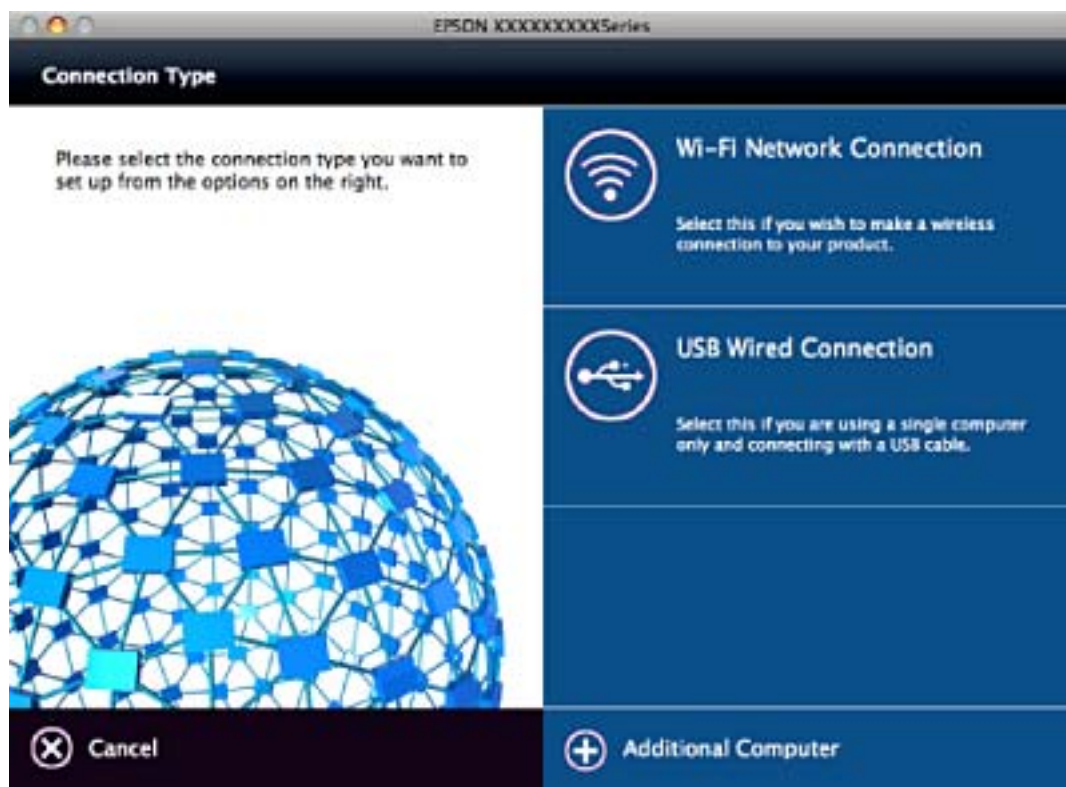 EPSON XXXXXXXXXSeries
Connection Type
Please select the connection type you want to
set up from the options on the right.
Wi-Fi Network Connection
Select this if you wish to make a wireless
connection to your product.
USB Wired Connection
Select this if you are using a single computer
only and connecting with a USB cable.
Cancel
Additional Computer